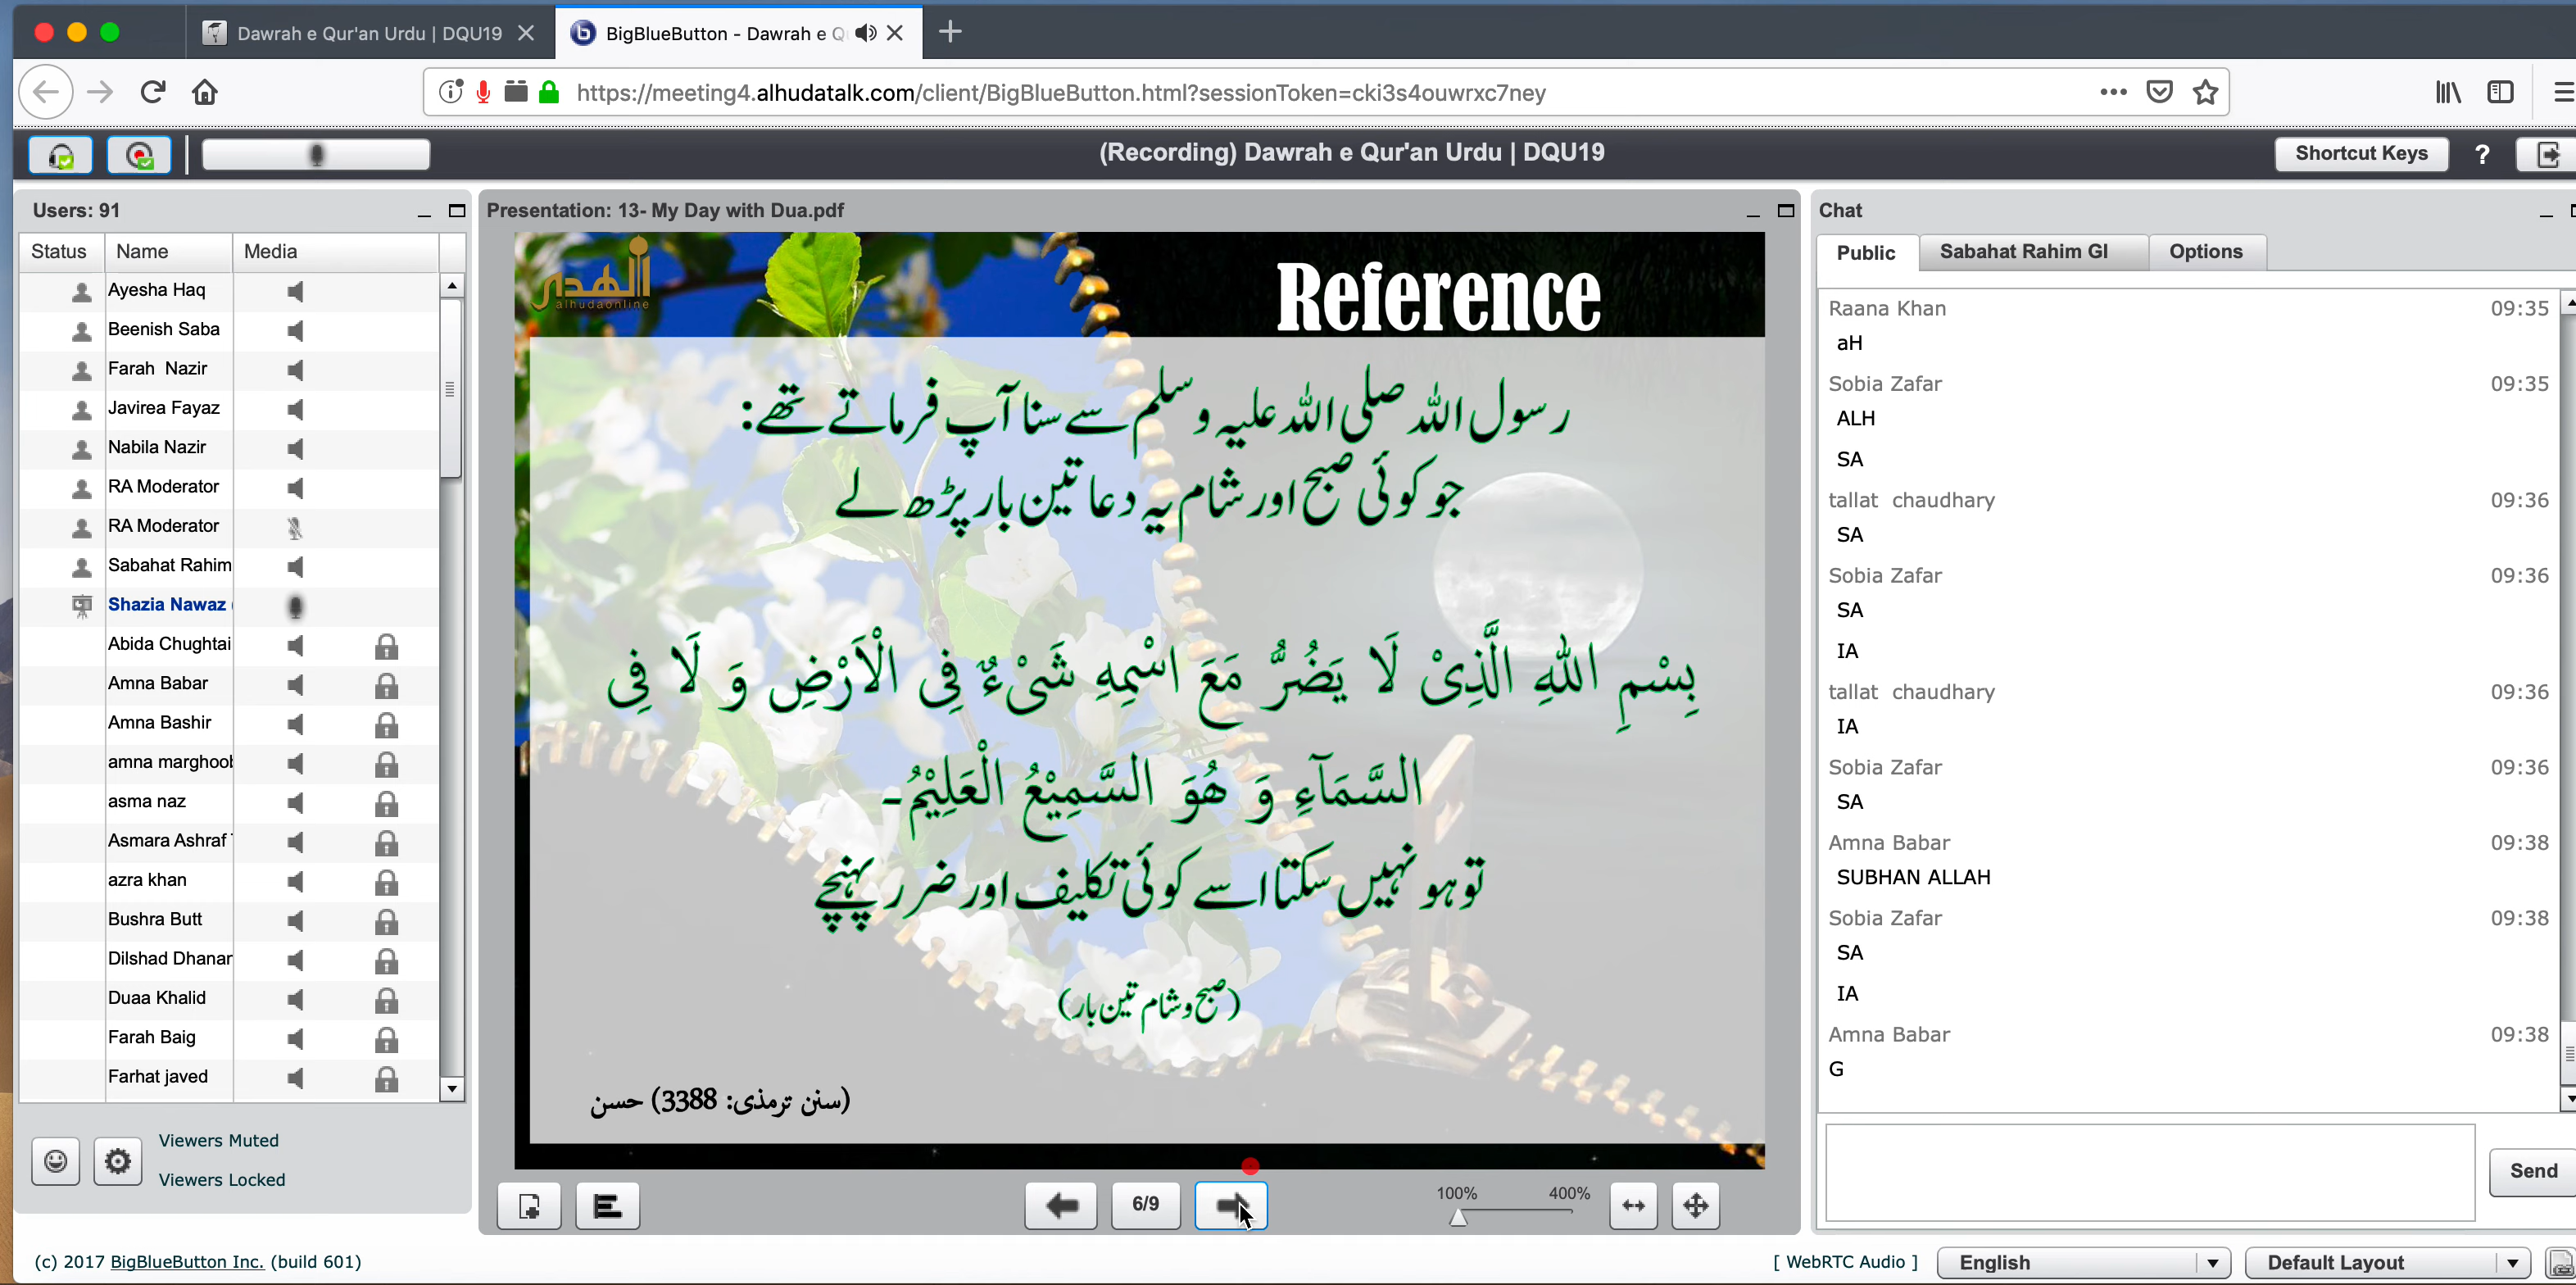 Dawrah e Qur'an Urdu | DQU19
BigBlueButton - Dawrah e Q
https://meeting4.alhudatalk.com/client/BigBlueButton.html?sessionToken=cki3s4ouwrxc7ney
(Recording) Dawrah e Qur'an Urdu | DQU19
Shortcut Keys
?
Users: 91
Status Name Media
Ayesha Haq
Beenish Saba
Farah Nazir
Javirea Fayaz
Nabila Nazir
RA Moderator
RA Moderator
Sabahat Rahim
Shazia Nawaz
Abida Chughtai
Amna Babar
Amna Bashir
amna marghoob
asma naz
Asmara Ashraf
azra khan
Bushra Butt
Dilshad Dhanan
Duaa Khalid
Farah Baig
Farhat javed
Viewers Muted
Viewers Locked
Presentation: 13- My Day with Dua.pdf
الهدى
alhudaonline
Reference
رسول اللہ صلی اللہ علیہ وسلم سے سنا آپ فرماتے تھے:
جو کوئی صبح اور شام یہ دعا تین بار پڑھ لے
بِسْمِ اللّٰهِ الَّذِیْ لَا یَضُرُّ مَعَ اسْمِهٖ شَیْءٌ فِی الْاَرْضِ وَ لَا فِی
السَّمَآءِ وَ هُوَ السَّمِیْعُ الْعَلِیْمُ۔
تو ہو نہیں سکتا اسے کوئی تکلیف اور ضرر پہنچے
(صبح و شام تین بار)
(سنن ترمذی: 3388) حسن
6/9
100% 400%
Chat
Public Sabahat Rahim GI Options
Raana Khan 09:35
aH
Sobia Zafar 09:35
ALH
SA
tallat chaudhary 09:36
SA
Sobia Zafar 09:36
SA
IA
tallat chaudhary 09:36
IA
Sobia Zafar 09:36
SA
Amna Babar 09:38
SUBHAN ALLAH
Sobia Zafar 09:38
SA
IA
Amna Babar 09:38
G
Send
(c) 2017 BigBlueButton Inc. (build 601)
[ WebRTC Audio ]
English
Default Layout